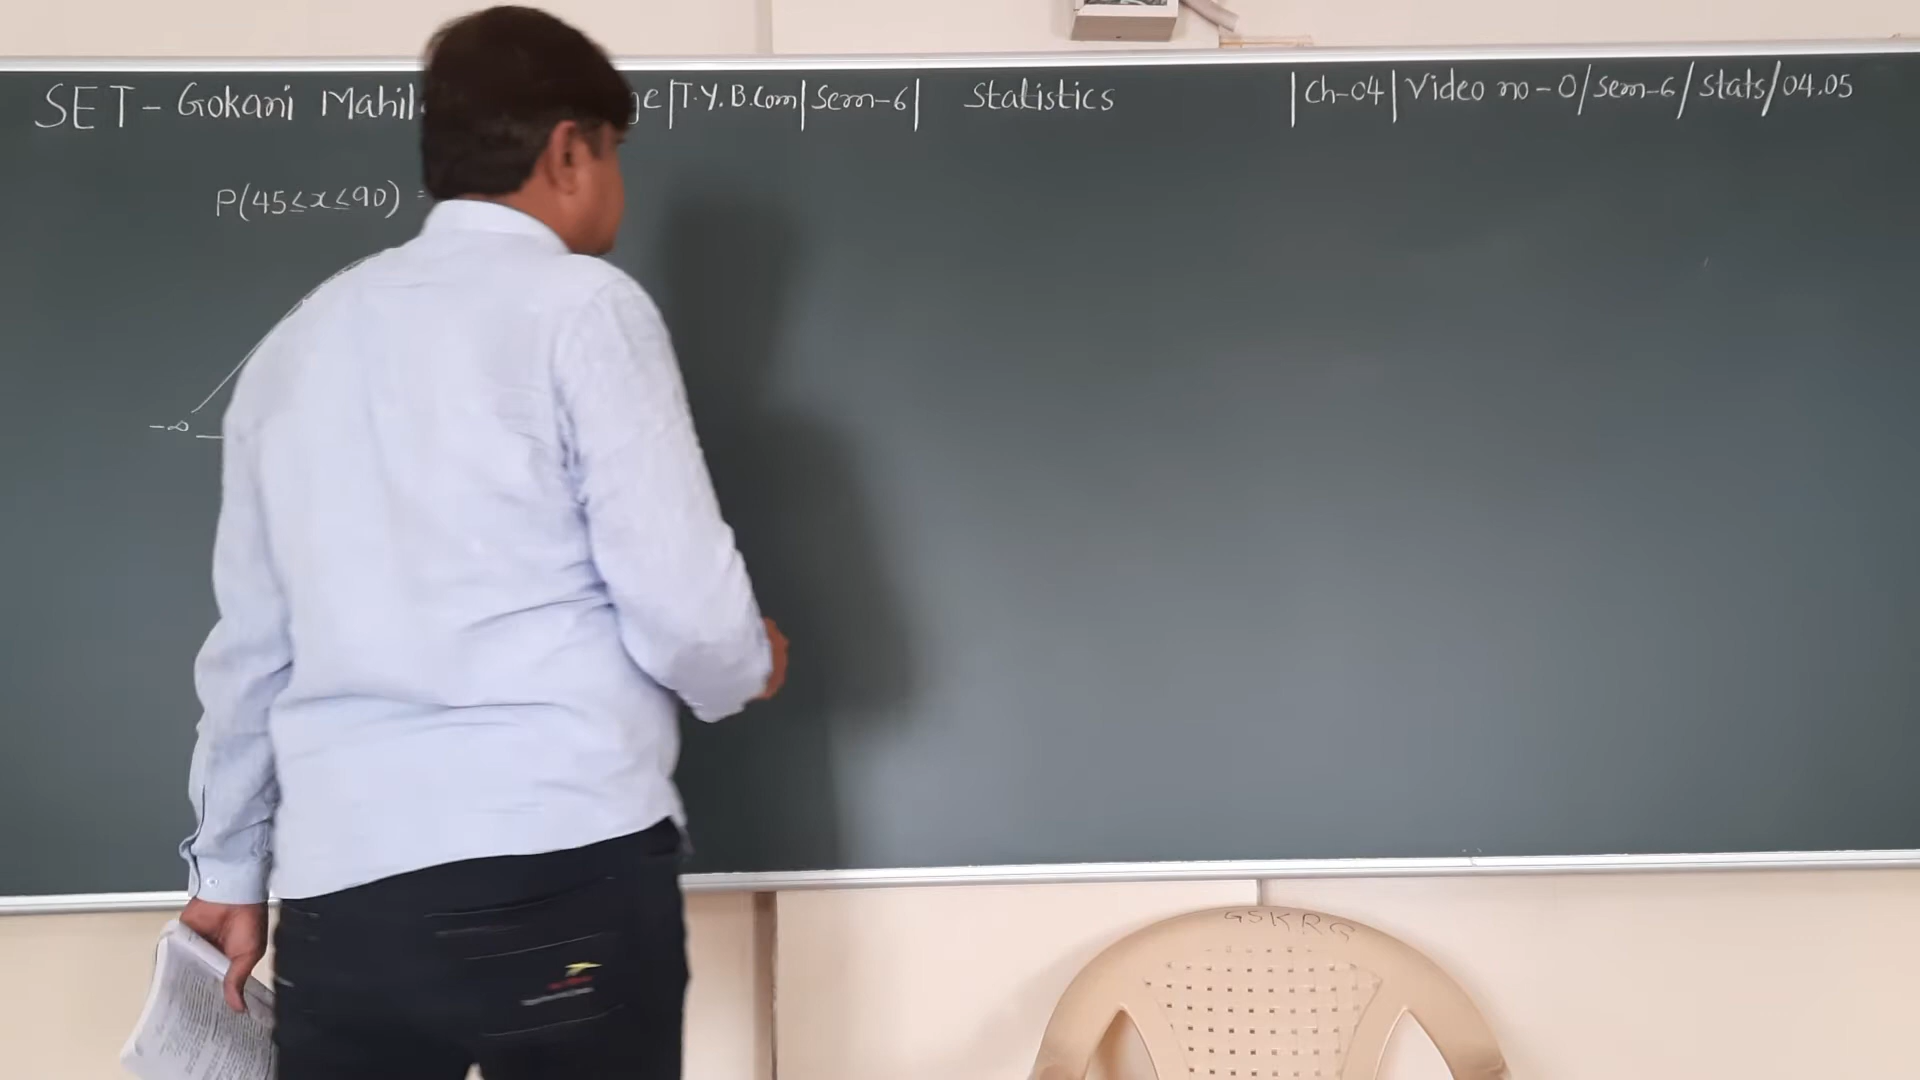 SET - Gokani Mahil ge | T.Y.B.Com | Sem-6 | Statistics | Ch-04 | Video no - 0/Sem-6/Stats/04.05
P(45≤x≤90) =
-∞
GSKRG